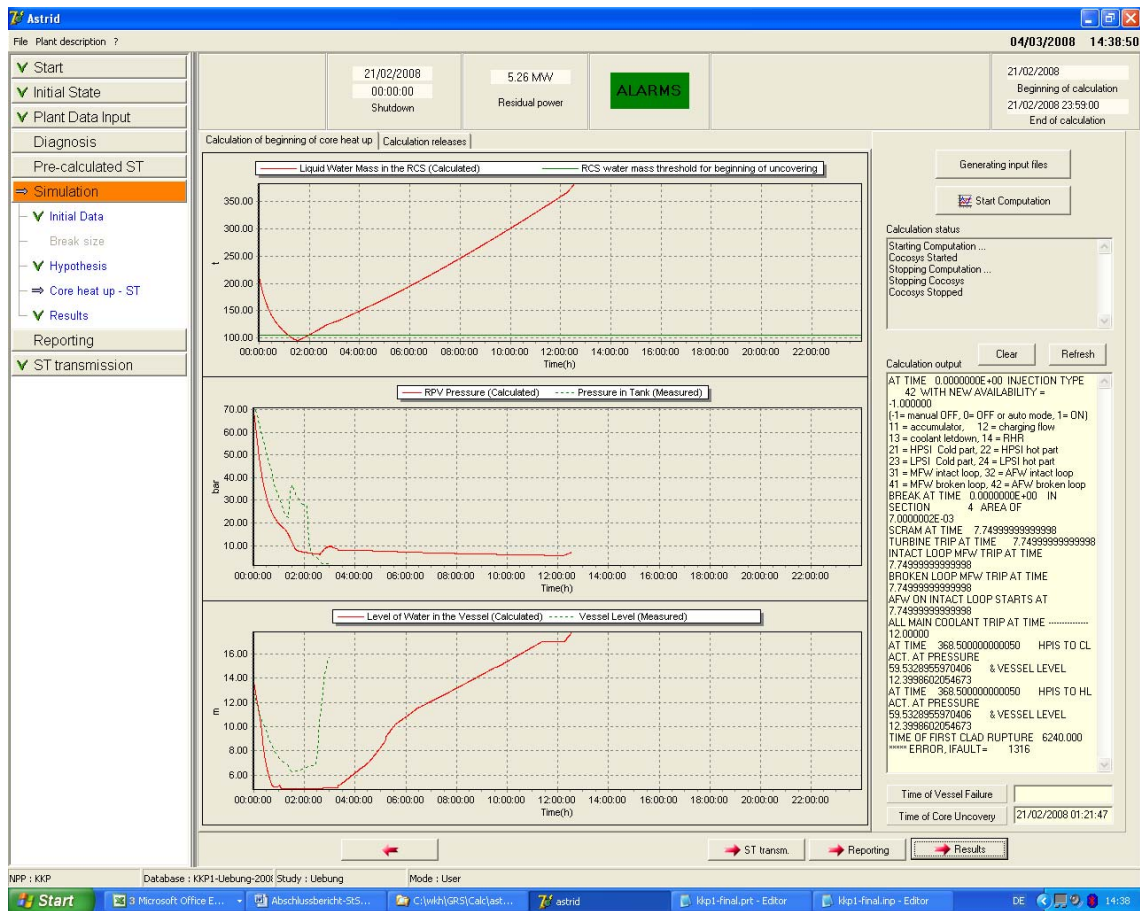 Astrid
File Plant description ?
04/03/2008 14:38:50
Start
Initial State
Plant Data Input
Diagnosis
Pre-calculated ST
Simulation
Initial Data
Break size
Hypothesis
Core heat up - ST
Results
Reporting
ST transmission
21/02/2008
00:00:00
Shutdown
5.26 MW
Residual power
ALARMS
21/02/2008
Beginning of calculation
21/02/2008 23:59:00
End of calculation
Calculation of beginning of core heat up
Calculation releases
Liquid Water Mass in the RCS (Calculated)
RCS water mass threshold for beginning of uncovering
350.00
300.00
250.00
200.00
150.00
100.00
t
00:00:00 02:00:00 04:00:00 06:00:00 08:00:00 10:00:00 12:00:00 14:00:00 16:00:00 18:00:00 20:00:00 22:00:00
Time(h)
RPV Pressure (Calculated)
Pressure in Tank (Measured)
70.00
60.00
50.00
40.00
30.00
20.00
10.00
bar
00:00:00 02:00:00 04:00:00 06:00:00 08:00:00 10:00:00 12:00:00 14:00:00 16:00:00 18:00:00 20:00:00 22:00:00
Time(h)
Level of Water in the Vessel (Calculated)
Vessel Level (Measured)
16.00
14.00
12.00
10.00
8.00
6.00
m
00:00:00 02:00:00 04:00:00 06:00:00 08:00:00 10:00:00 12:00:00 14:00:00 16:00:00 18:00:00 20:00:00 22:00:00
Time(h)
Generating input files
Start Computation
Calculation status
Starting Computation ...
Cocosys Started
Stopping Computation ...
Stopping Cocosys
Cocosys Stopped
Clear
Refresh
Calculation output
AT TIME 0.0000000E+00 INJECTION TYPE
42 WITH NEW AVAILABILITY =
-1.000000
(-1= manual OFF, 0= OFF or auto mode, 1= ON)
11 = accumulator, 12 = charging flow
13 = coolant letdown, 14 = RHR
21 = HPSI Cold part, 22 = HPSI hot part
23 = LPSI Cold part, 24 = LPSI hot part
31 = MFW intact loop, 32 = AFW intact loop
41 = MFW broken loop, 42 = AFW broken loop
BREAK AT TIME 0.0000000E+00 IN
SECTION 4 AREA OF
7.0000002E-03
SCRAM AT TIME 7.74999999999998
TURBINE TRIP AT TIME 7.74999999999998
INTACT LOOP MFW TRIP AT TIME
7.74999999999998
BROKEN LOOP MFW TRIP AT TIME
7.74999999999998
AFW ON INTACT LOOP STARTS AT
7.74999999999998
ALL MAIN COOLANT TRIP AT TIME --------------
12.00000
AT TIME 368.500000000050 HPIS TO CL
ACT. AT PRESSURE
59.5328955970406 & VESSEL LEVEL
12.3998602054673
AT TIME 368.500000000050 HPIS TO HL
ACT. AT PRESSURE
59.5328955970406 & VESSEL LEVEL
12.3998602054673
TIME OF FIRST CLAD RUPTURE 6240.000
***** ERROR, IFAULT= 1316
Time of Vessel Failure
Time of Core Uncovery
21/02/2008 01:21:47
ST transm.
Reporting
Results
NPP : KKP
Database : KKP1-Uebung-2008
Study : Uebung
Mode : User
Start
3 Microsoft Office E...
Abschlussbericht-StS...
C:\wkh\GRS\Calc\ast...
astrid
kkp1-final.prt - Editor
kkp1-final.inp - Editor
DE
14:38